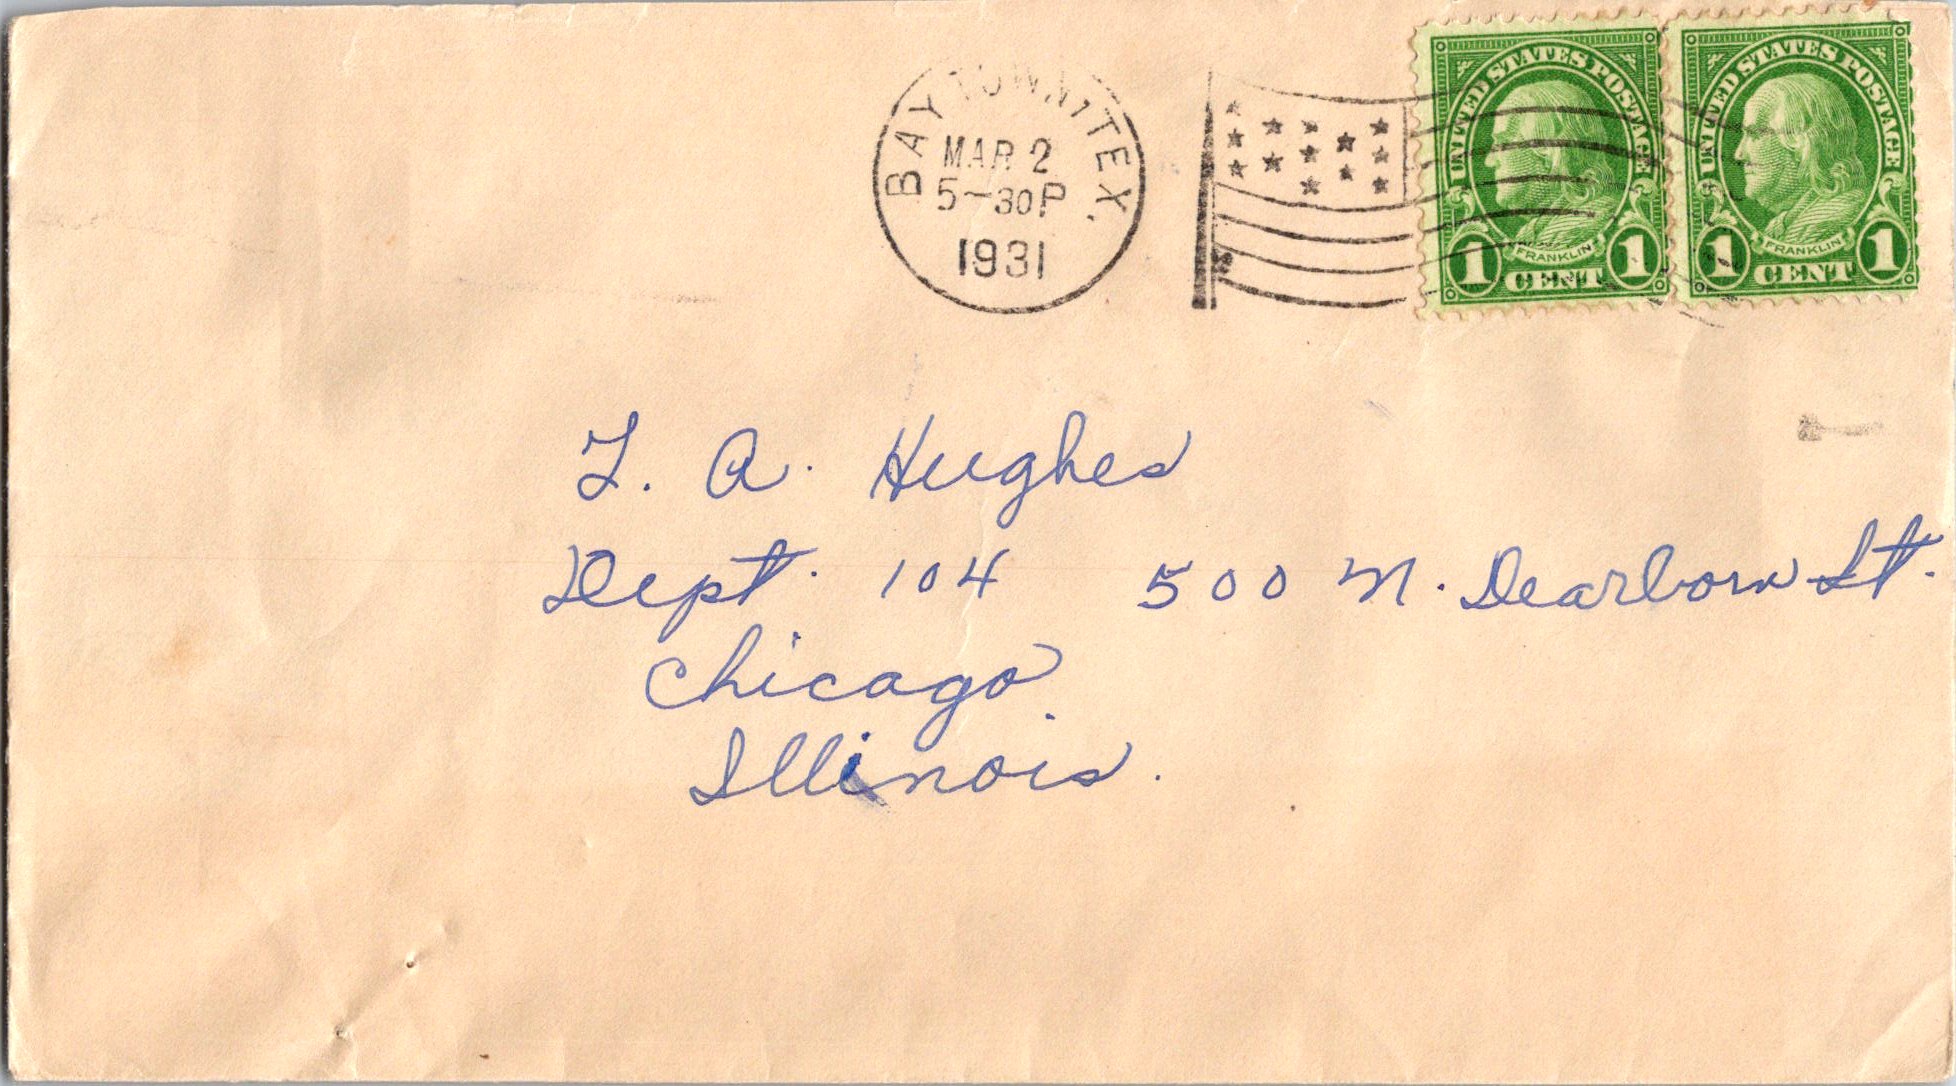 BAYTOWN, TEX.
MAR 2
5-30P
1931
UNITED STATES POSTAGE
FRANKLIN
1 CENT 1
UNITED STATES POSTAGE
FRANKLIN
1 CENT 1
L. A. Hughes
Dept. 104 500 N. Dearborn St.
Chicago
Illinois.